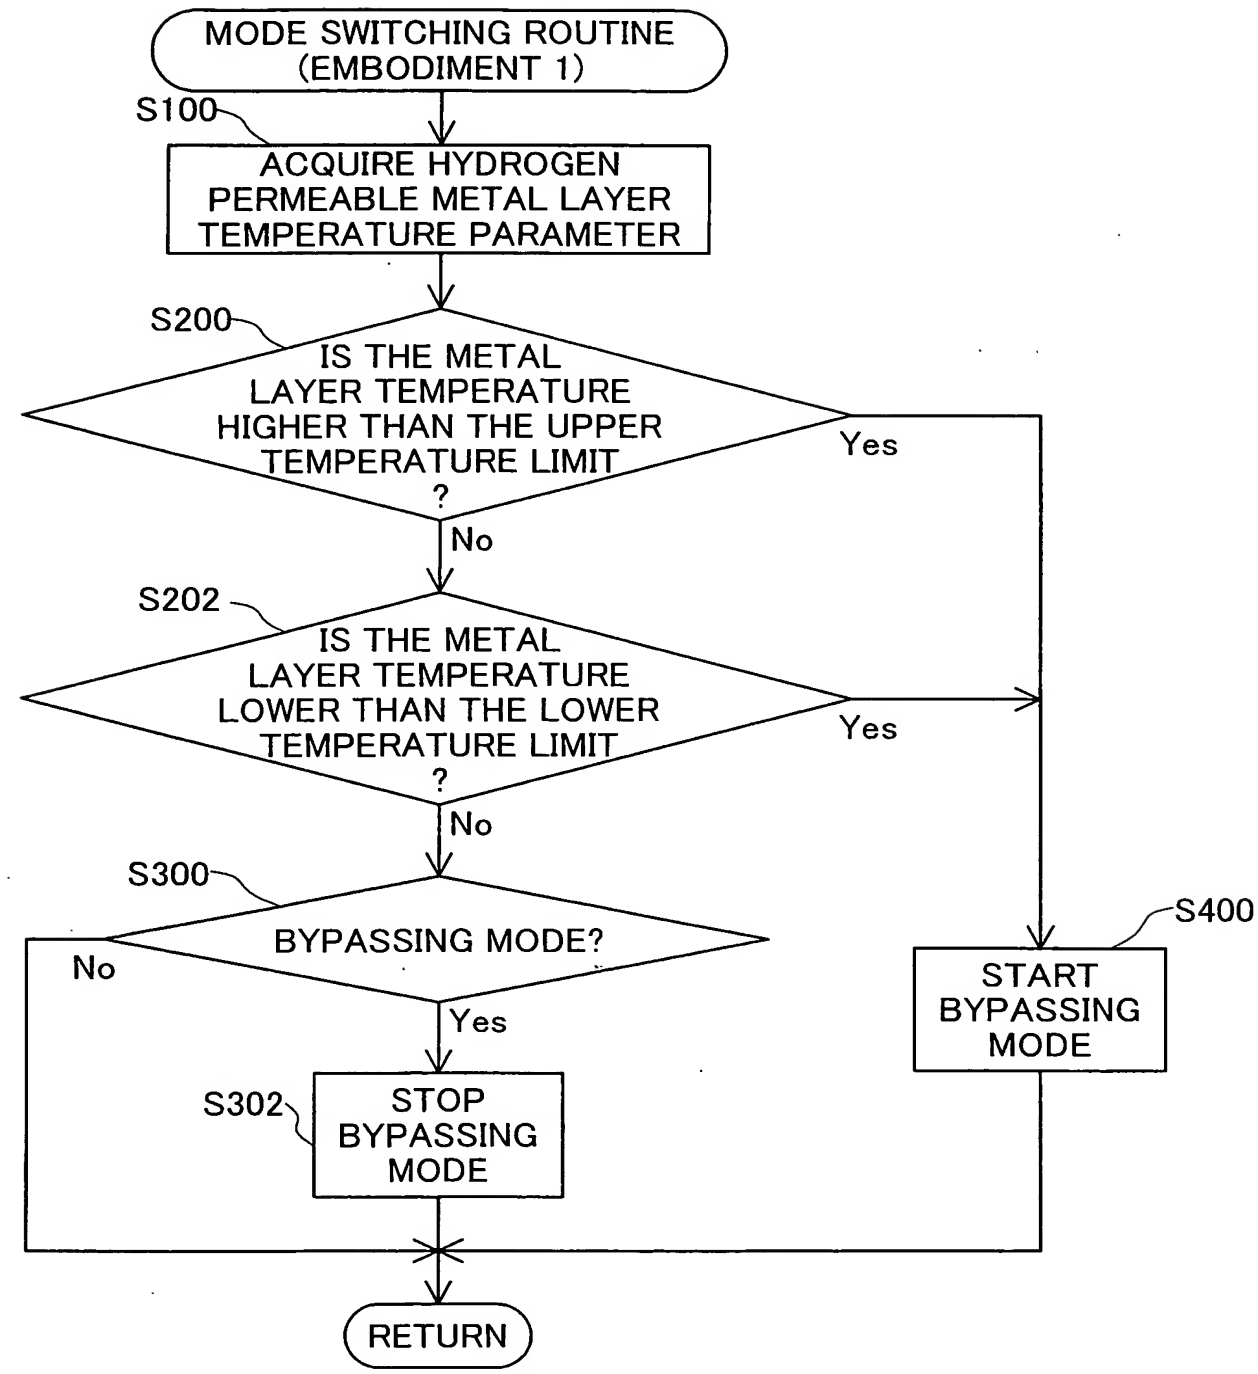 MODE SWITCHING ROUTINE
(EMBODIMENT 1)
S100
ACQUIRE HYDROGEN
PERMEABLE METAL LAYER
TEMPERATURE PARAMETER
S200
IS THE METAL
LAYER TEMPERATURE
HIGHER THAN THE UPPER
TEMPERATURE LIMIT
?
Yes
No
S202
IS THE METAL
LAYER TEMPERATURE
LOWER THAN THE LOWER
TEMPERATURE LIMIT
?
Yes
No
S300
BYPASSING MODE?
No
Yes
S400
START
BYPASSING
MODE
S302
STOP
BYPASSING
MODE
RETURN